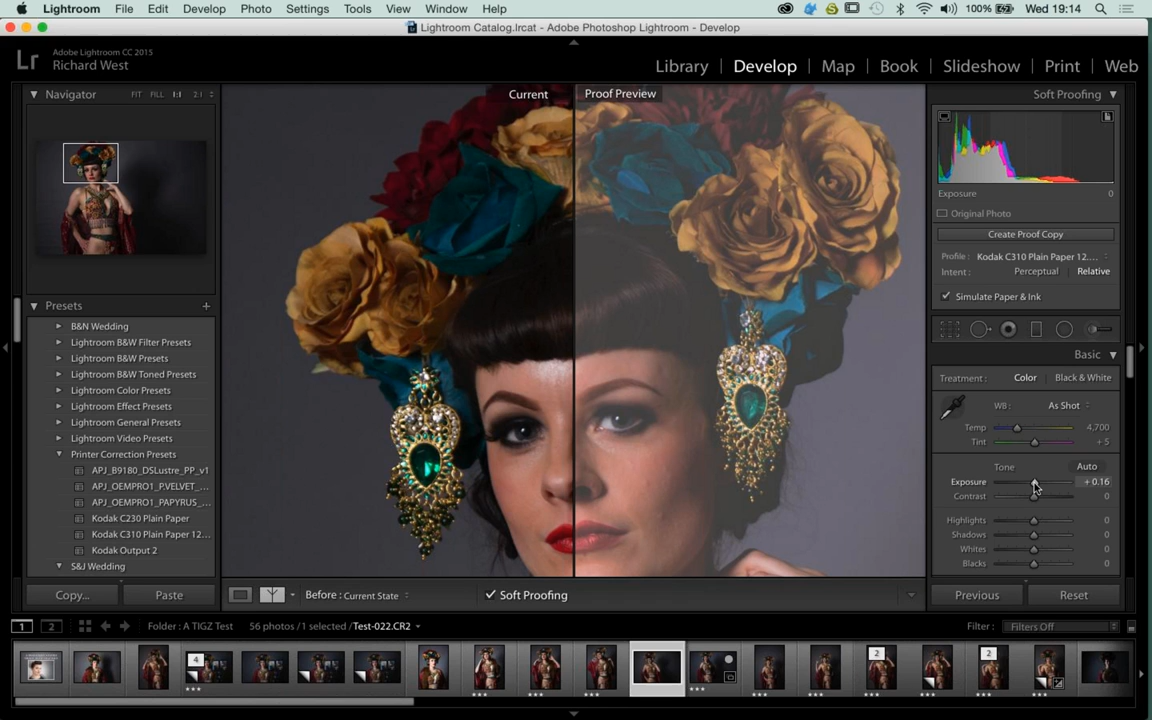 Lightroom File Edit Develop Photo Settings Tools View Window Help 100% Wed 19:14
Lightroom Catalog.lrcat - Adobe Photoshop Lightroom - Develop
Lr Adobe Lightroom CC 2015
Richard West
Library | Develop | Map | Book | Slideshow | Print | Web
Navigator FIT FILL 1:1 2:1
Current
Proof Preview
Soft Proofing
Exposure 0
Original Photo
Create Proof Copy
Profile : Kodak C310 Plain Paper 12....
Intent : Perceptual Relative
Simulate Paper & Ink
Presets +
B&N Wedding
Lightroom B&W Filter Presets
Lightroom B&W Presets
Lightroom B&W Toned Presets
Lightroom Color Presets
Lightroom Effect Presets
Lightroom General Presets
Lightroom Video Presets
Printer Correction Presets
APJ_B9180_DSLustre_PP_v1
APJ_OEMPRO1_P.VELVET_...
APJ_OEMPRO1_PAPYRUS_...
Kodak C230 Plain Paper
Kodak C310 Plain Paper 12...
Kodak Output 2
S&J Wedding
Basic
Treatment : Color Black & White
WB : As Shot
Temp 4,700
Tint + 5
Tone Auto
Exposure + 0.16
Contrast 0
Highlights 0
Shadows 0
Whites 0
Blacks 0
Copy... Paste
Before : Current State
Soft Proofing
Previous Reset
1 2 Folder : A TIGZ Test 56 photos /1 selected /Test-022.CR2 Filter : Filters Off
4 2 2